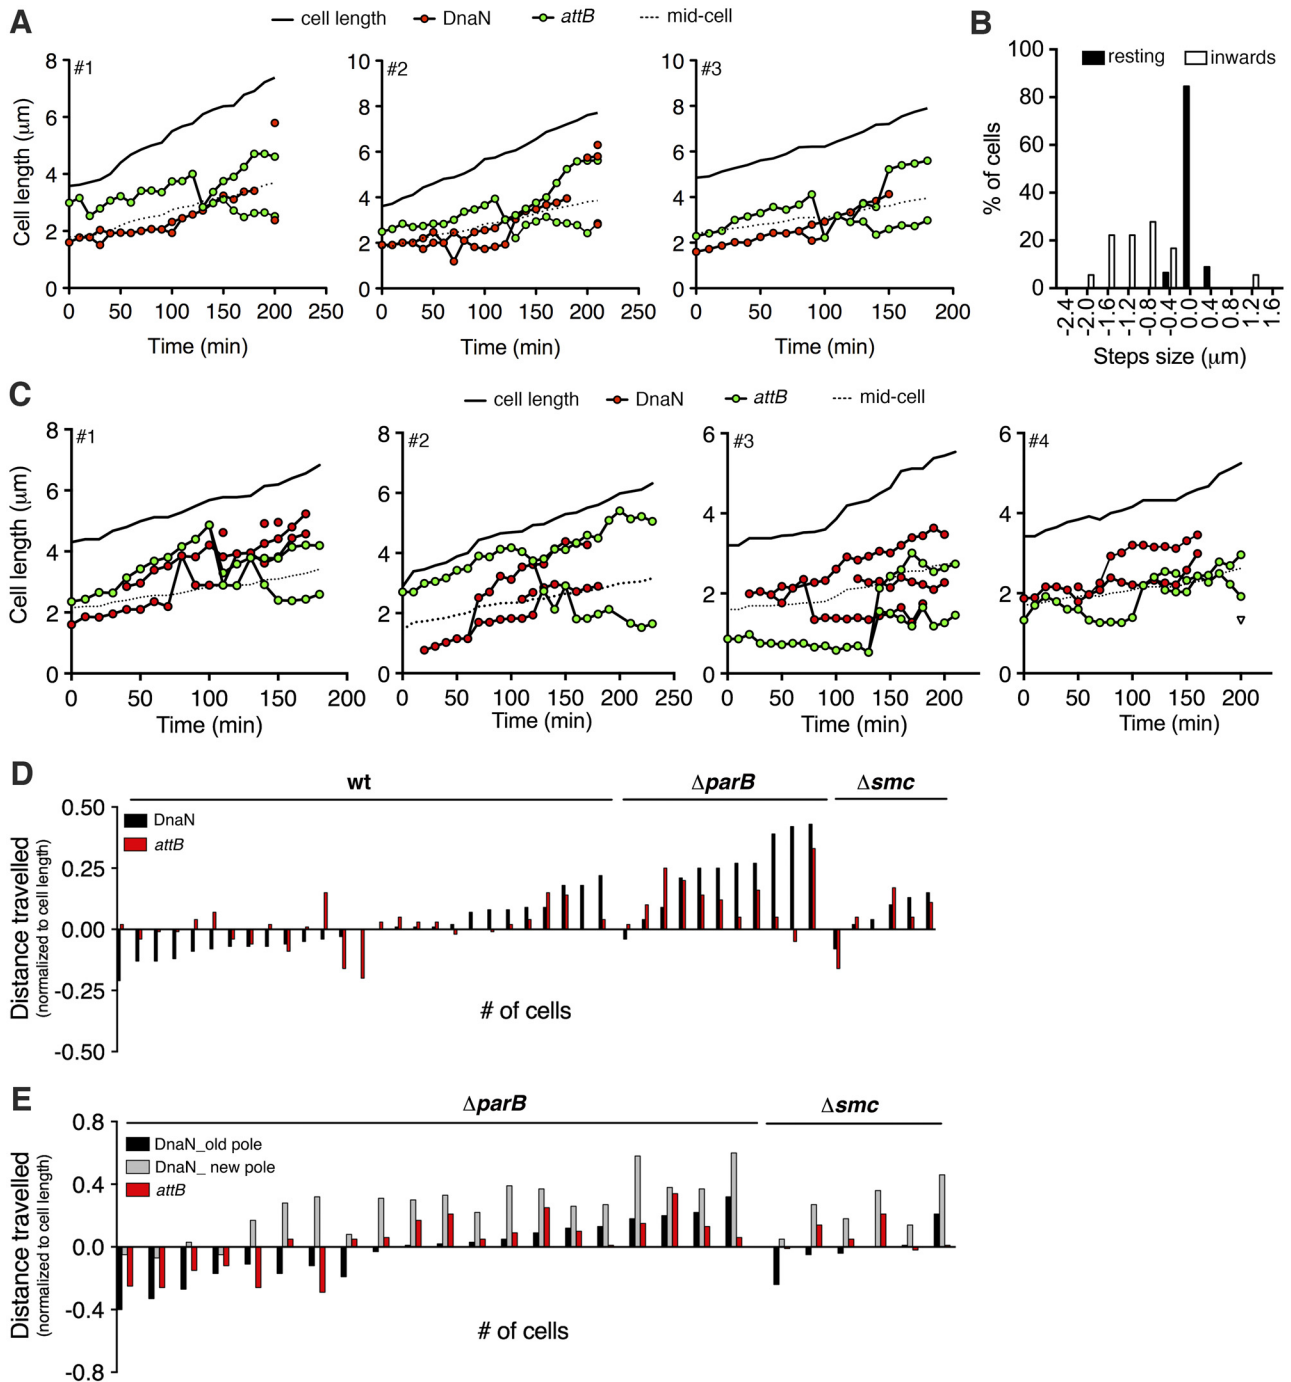 A
cell length DnaN attB mid-cell
#1
#2
#3
8
6
4
2
0
10
8
6
4
2
0
10
8
6
4
2
0
Cell length (μm)
0 50 100 150 200 250
0 50 100 150 200 250
0 50 100 150 200
Time (min)
Time (min)
Time (min)
B
resting inwards
100
80
60
40
20
0
% of cells
-2.4 -2.0 -1.6 -1.2 -0.8 -0.4 0.0 0.4 0.8 1.2 1.6
Steps size (μm)
C
cell length DnaN attB mid-cell
#1
#2
#3
#4
8
6
4
2
0
8
6
4
2
0
6
4
2
0
6
4
2
0
Cell length (μm)
0 50 100 150 200
0 50 100 150 200 250
0 50 100 150 200
0 50 100 150 200
Time (min)
Time (min)
Time (min)
Time (min)
D
wt ΔparB Δsmc
DnaN
attB
0.50
0.25
0.00
-0.25
-0.50
Distance travelled
(normalized to cell length)
# of cells
E
ΔparB Δsmc
DnaN_old pole
DnaN_ new pole
attB
0.8
0.4
0.0
-0.4
-0.8
Distance travelled
(normalized to cell length)
# of cells